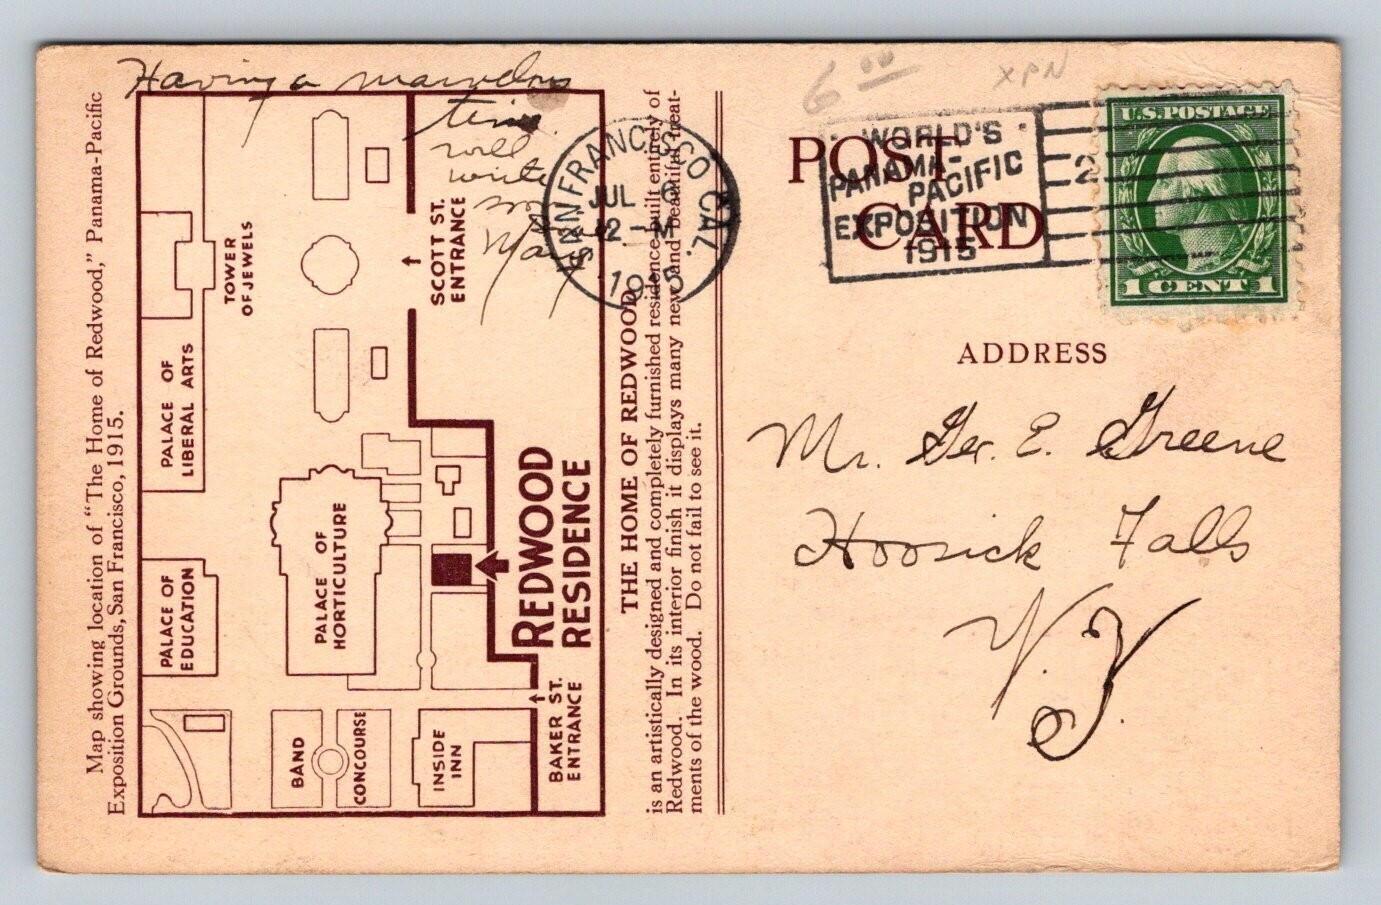 Map showing location of "The Home of Redwood," Panama-Pacific
Exposition Grounds, San Francisco, 1915.
Having a marvelous
time.
will
write
soon
Mary
TOWER
OF JEWELS
SCOTT ST.
ENTRANCE
PALACE OF
LIBERAL ARTS
PALACE OF
HORTICULTURE
PALACE OF
EDUCATION
REDWOOD
RESIDENCE
BAND
CONCOURSE
INSIDE
INN
BAKER ST.
ENTRANCE
THE HOME OF REDWOOD
is an artistically designed and completely furnished residence built entirely of
Redwood. In its interior finish it displays many new and beautiful treat-
ments of the wood. Do not fail to see it.
SAN FRANCISCO CAL.
JUL 6
12 - M
1915
6.00
XPN
POST
CARD
WORLD'S
PANAMA-
PACIFIC
EXPOSITION
1915
2
U.S. POSTAGE
1 CENT 1
ADDRESS
Mr. Geo. E. Greene
Hoosick Falls
N.Y.